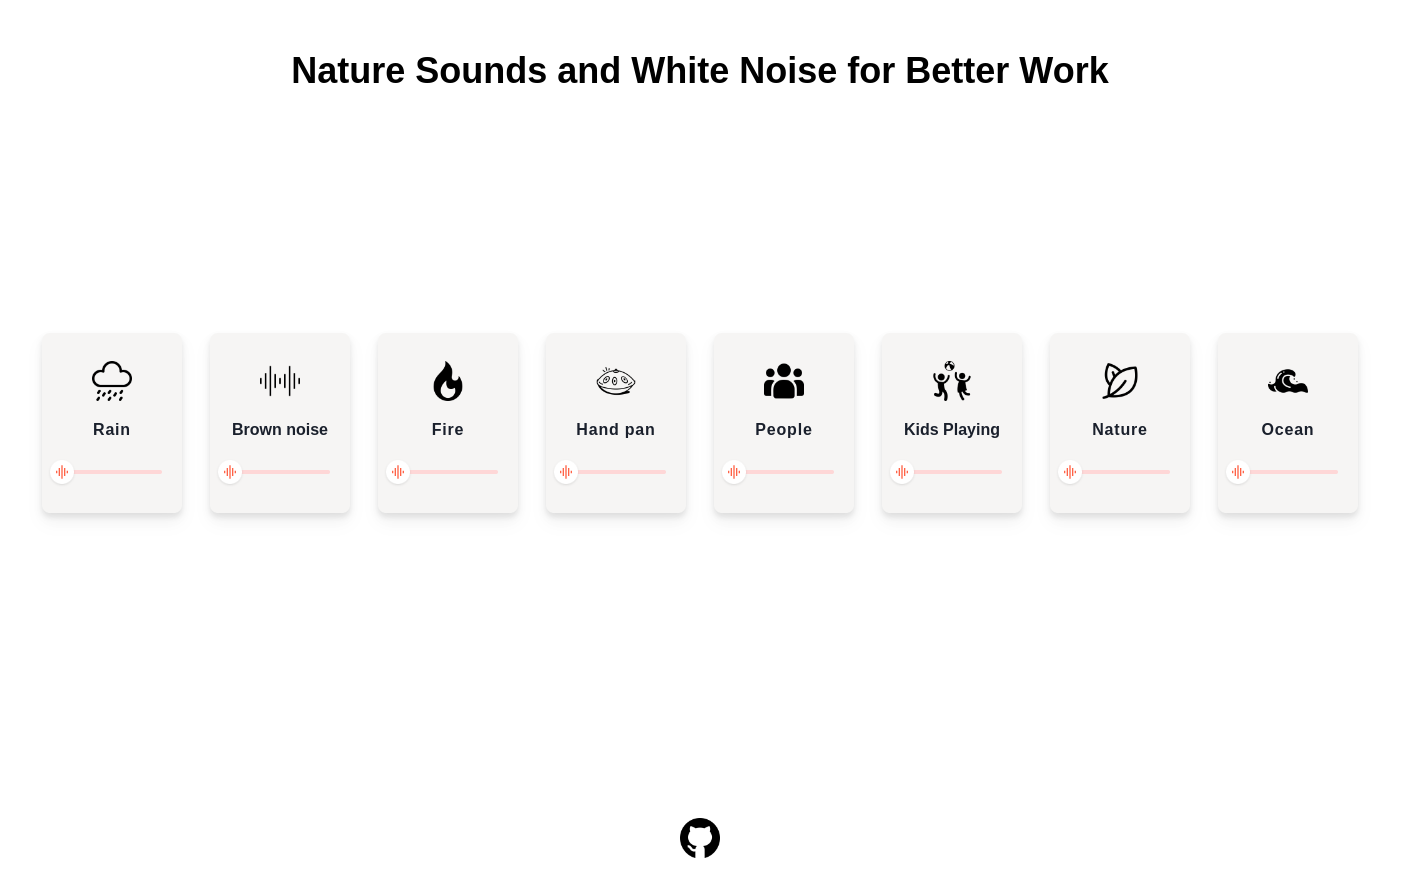 Nature Sounds and White Noise for Better Work
Rain
Brown noise
Fire
Hand pan
People
Kids Playing
Nature
Ocean